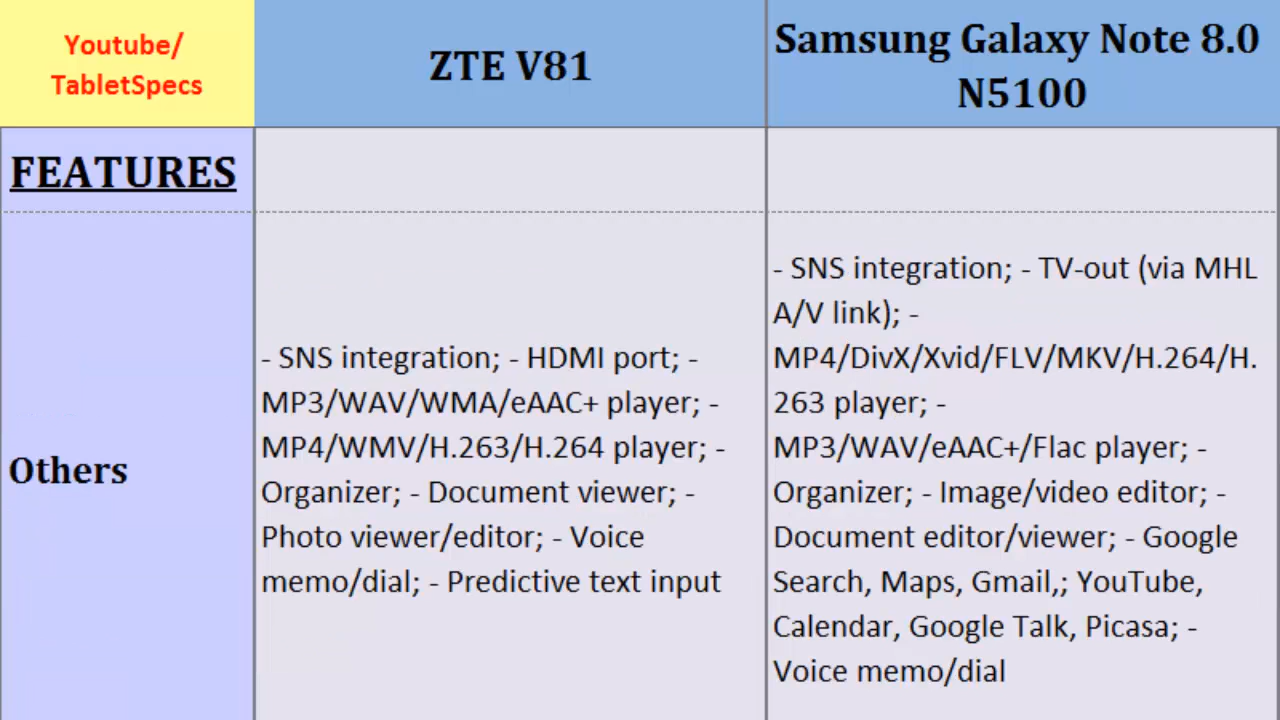 Youtube/
TabletSpecs
ZTE V81
Samsung Galaxy Note 8.0
N5100
FEATURES
Others
- SNS integration; - HDMI port; -
MP3/WAV/WMA/eAAC+ player; -
MP4/WMV/H.263/H.264 player; -
Organizer; - Document viewer; -
Photo viewer/editor; - Voice
memo/dial; - Predictive text input
- SNS integration; - TV-out (via MHL
A/V link); -
MP4/DivX/Xvid/FLV/MKV/H.264/H.
263 player; -
MP3/WAV/eAAC+/Flac player; -
Organizer; - Image/video editor; -
Document editor/viewer; - Google
Search, Maps, Gmail,; YouTube,
Calendar, Google Talk, Picasa; -
Voice memo/dial